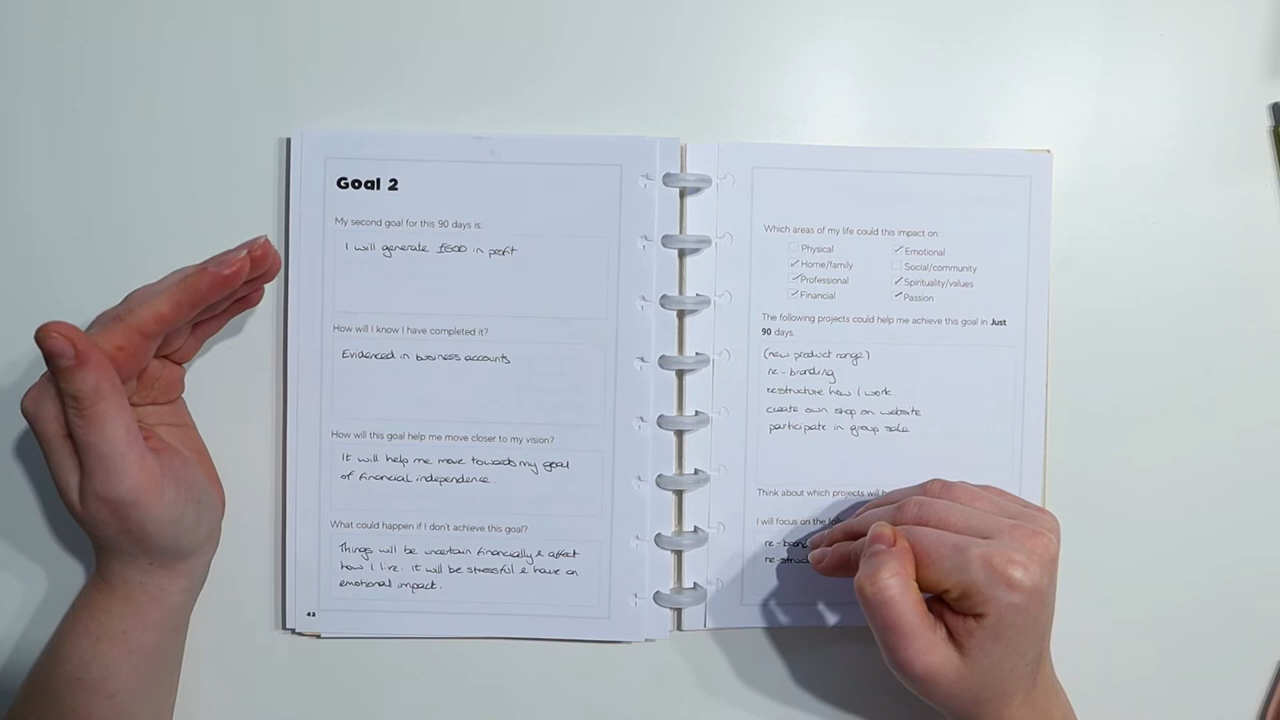 Goal 2
My second goal for this 90 days is:
I will generate £500 in profit
How will I know I have completed it?
Evidenced in business accounts
How will this goal help me move closer to my vision?
It will help me move towards my goal
of financial independence.
What could happen if I don't achieve this goal?
Things will be uncertain financially & affect
how I live. it will be stressful & have an
emotional impact.
42
Which areas of my life could this impact on:
Physical
Emotional
Home/family
Social/community
Professional
Spirituality/values
Financial
Passion
The following projects could help me achieve this goal in Just
90 days.
(new product range)
re-branding
restructure how I work.
create own shop on website
participate in group sale
Think about which projects will
I will focus on the